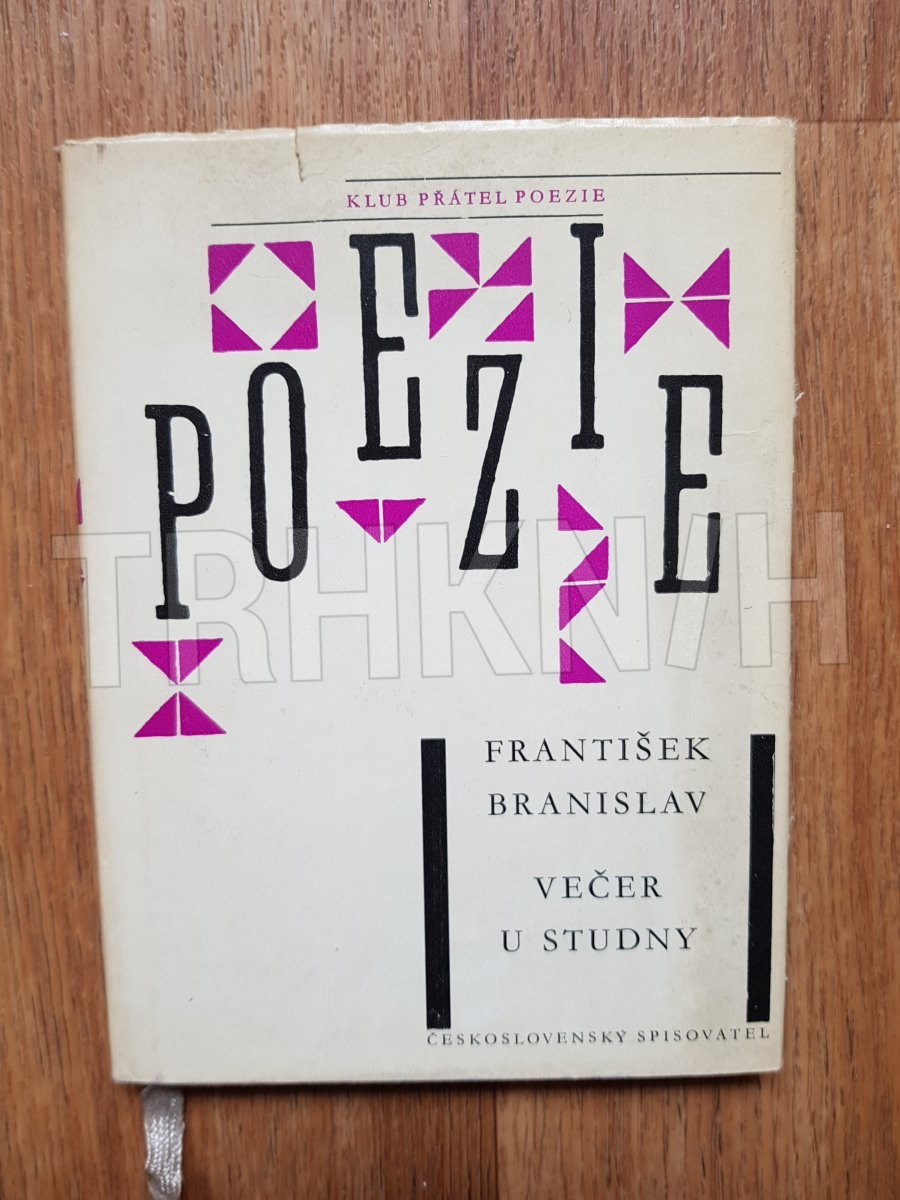 KLUB PŘÁTEL POEZIE
POEZIE
TRHKNIH
FRANTIŠEK
BRANISLAV
VEČER
U STUDNY
ČESKOSLOVENSKÝ SPISOVATEL